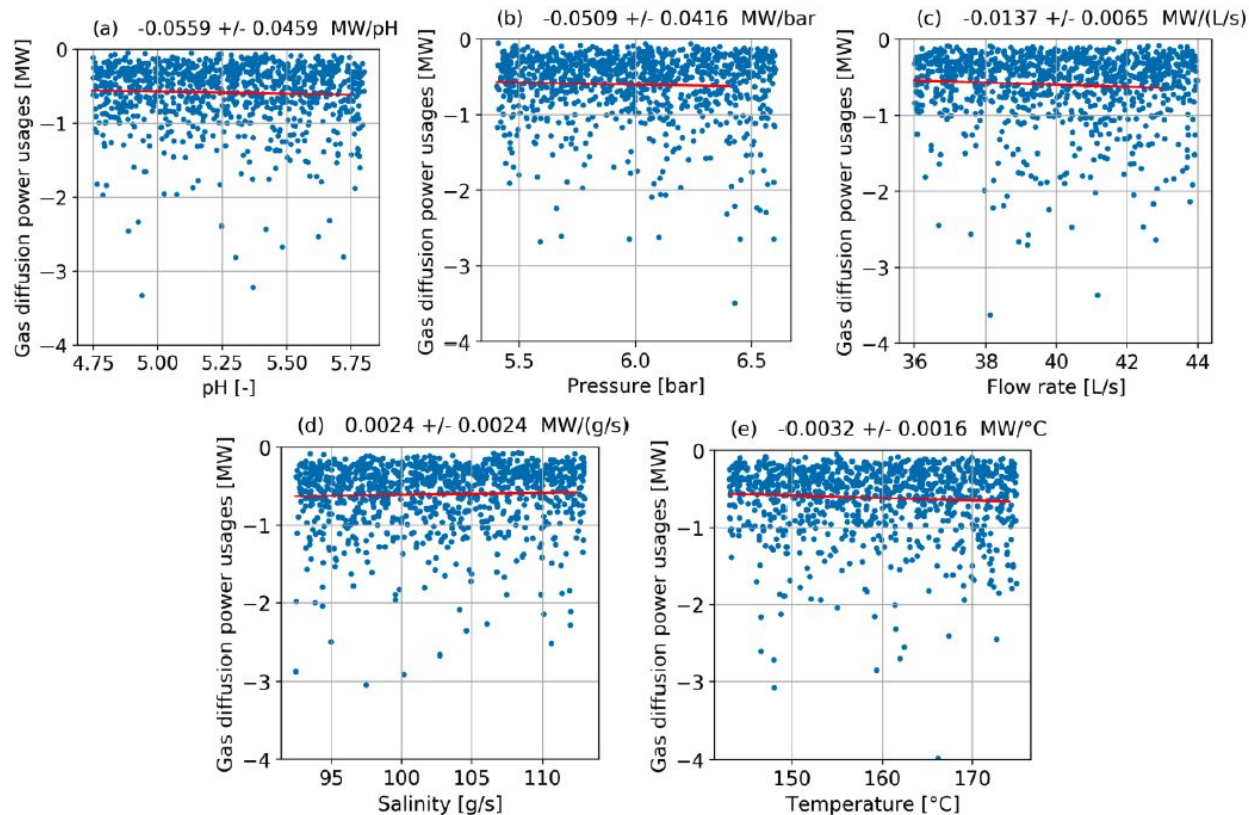 (a) -0.0559 +/- 0.0459 MW/pH
Gas diffusion power usages [MW]
0
−1
−2
−3
−4
4.75 5.00 5.25 5.50 5.75
pH [-]
(b) -0.0509 +/- 0.0416 MW/bar
Gas diffusion power usages [MW]
0
−1
−2
−3
−4
5.5 6.0 6.5
Pressure [bar]
(c) -0.0137 +/- 0.0065 MW/(L/s)
Gas diffusion power usages [MW]
0
−1
−2
−3
−4
36 38 40 42 44
Flow rate [L/s]
(d) 0.0024 +/- 0.0024 MW/(g/s)
Gas diffusion power usages [MW]
0
−1
−2
−3
−4
95 100 105 110
Salinity [g/s]
(e) -0.0032 +/- 0.0016 MW/°C
Gas diffusion power usages [MW]
0
−1
−2
−3
−4
150 160 170
Temperature [°C]